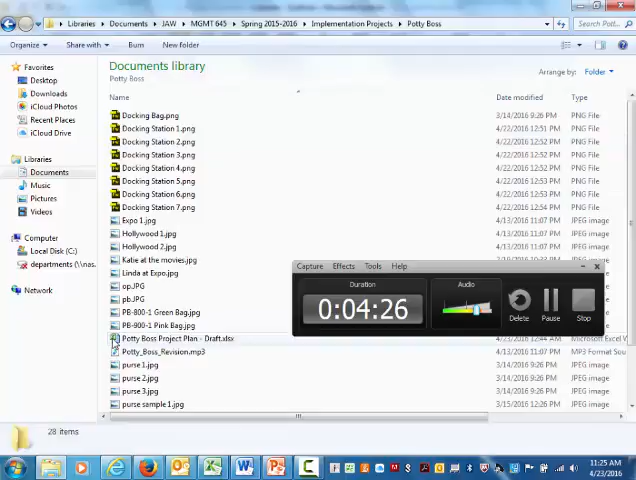 Libraries ▸ Documents ▸ JAW ▸ MGMT 645 ▸ Spring 2015-2016 ▸ Implementation Projects ▸ Potty Boss
Search Pott...
Organize Share with Burn New folder
Favorites
Desktop
Downloads
iCloud Photos
Recent Places
iCloud Drive
Libraries
Documents
Music
Pictures
Videos
Computer
Local Disk (C:)
departments (\\nas.
Network
Documents library
Potty Boss
Arrange by: Folder
Name Date modified Type
Docking Bag.png 3/14/2016 9:26 PM PNG File
Docking Station 1.png 4/22/2016 12:51 PM PNG File
Docking Station 2.png 4/22/2016 12:51 PM PNG File
Docking Station 3.png 4/22/2016 12:52 PM PNG File
Docking Station 4.png 4/22/2016 12:52 PM PNG File
Docking Station 5.png 4/22/2016 12:53 PM PNG File
Docking Station 6.png 4/22/2016 12:53 PM PNG File
Docking Station 7.png 4/22/2016 12:54 PM PNG File
Expo 1.jpg 4/13/2016 11:07 PM JPEG image
Hollywood 1.jpg 4/13/2016 11:07 PM JPEG image
Hollywood 2.jpg 4/13/2016 11:07 PM JPEG image
Katie at the movies.jpg 4/13/2016 11:07 PM JPEG image
Linda at Expo.jpg
op.JPG
pb.JPG
PB-800-1 Green Bag.jpg
PB-900-1 Pink Bag.jpg
Potty Boss Project Plan - Draft.xlsx 4/23/2016 12:44 AM Microsoft Excel
Potty_Boss_Revision.mp3 4/13/2016 11:07 PM MP3 Format Sou
purse 1.jpg 3/14/2016 9:26 PM JPEG image
purse 2.jpg 3/14/2016 9:26 PM JPEG image
purse 3.jpg 3/14/2016 9:26 PM JPEG image
purse sample 1.jpg 3/15/2016 12:26 PM JPEG image
Capture Effects Tools Help
Duration Audio
0:04:26
Delete Pause Stop
28 items
11:25 AM
4/23/2016